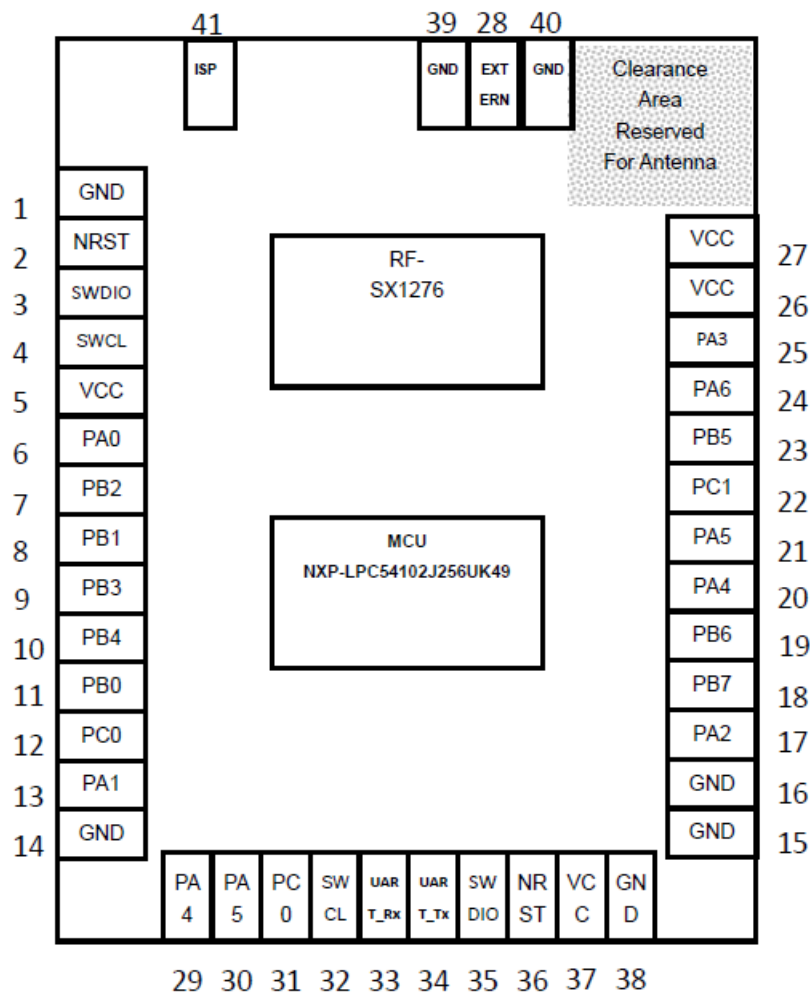 41 39 28 40
ISP
GND
EXT
ERN
GND
Clearance
Area
Reserved
For Antenna
1 GND
2 NRST
3 SWDIO
4 SWCL
5 VCC
6 PA0
7 PB2
8 PB1
9 PB3
10 PB4
11 PB0
12 PC0
13 PA1
14 GND
RF-
SX1276
MCU
NXP-LPC54102J256UK49
VCC 27
VCC 26
PA3 25
PA6 24
PB5 23
PC1 22
PA5 21
PA4 20
PB6 19
PB7 18
PA2 17
GND 16
GND 15
PA
4
PA
5
PC
0
SW
CL
UAR
T_Rx
UAR
T_Tx
SW
DIO
NR
ST
VC
C
GN
D
29 30 31 32 33 34 35 36 37 38